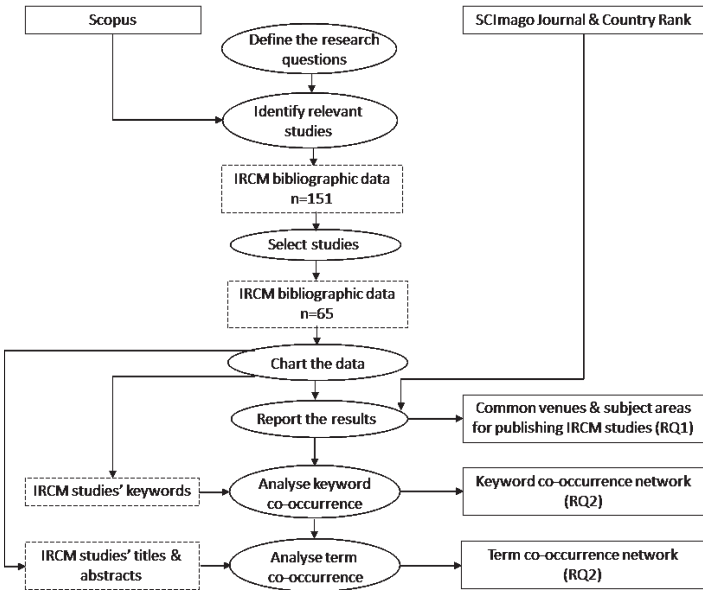 Scopus
SCImago Journal & Country Rank
Define the research
questions
Identify relevant
studies
IRCM bibliographic data
n=151
Select studies
IRCM bibliographic data
n=65
Chart the data
Report the results
Common venues & subject areas
for publishing IRCM studies (RQ1)
IRCM studies' keywords
Analyse keyword
co-occurrence
Keyword co-occurrence network
(RQ2)
IRCM studies' titles &
abstracts
Analyse term
co-occurrence
Term co-occurrence network
(RQ2)